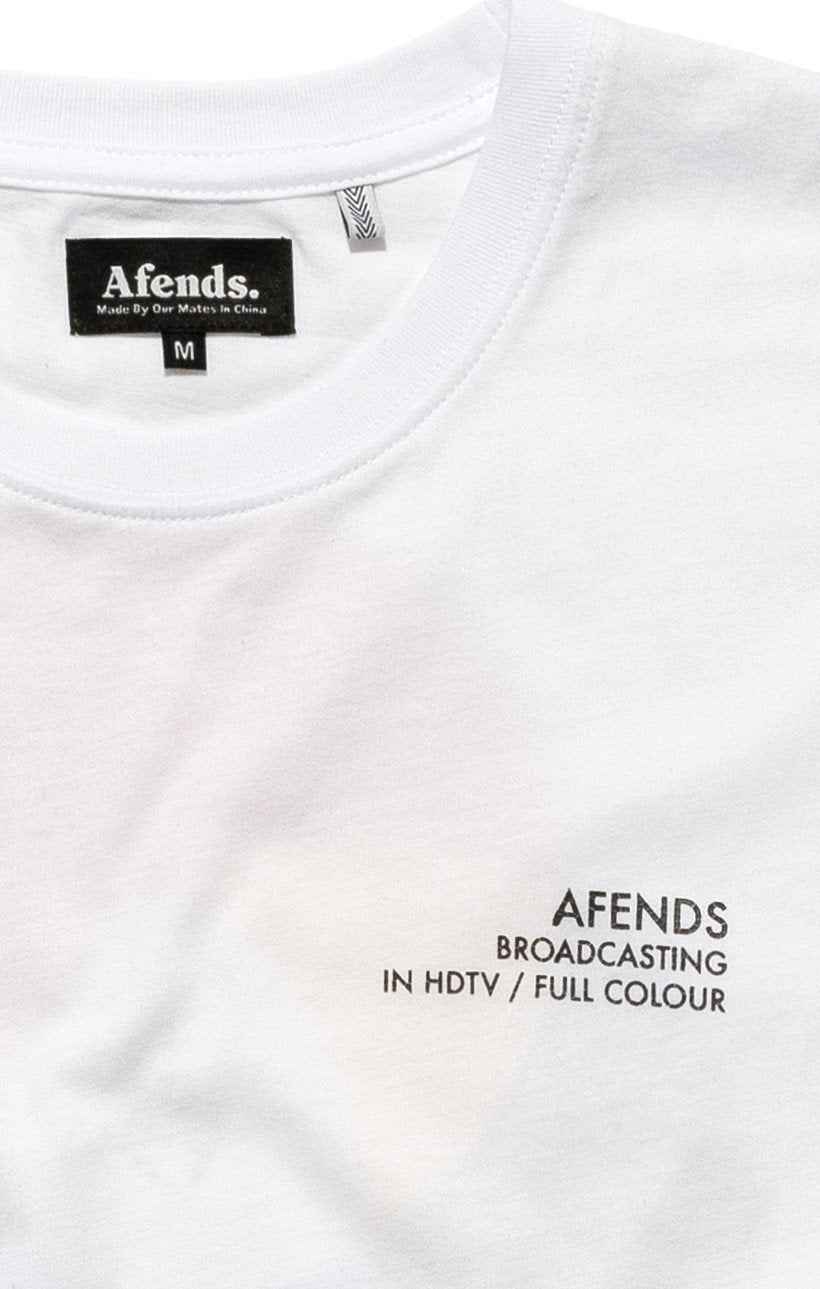 Afends.
Made By Our Mates In China
M
AFENDS
BROADCASTING
IN HDTV / FULL COLOUR